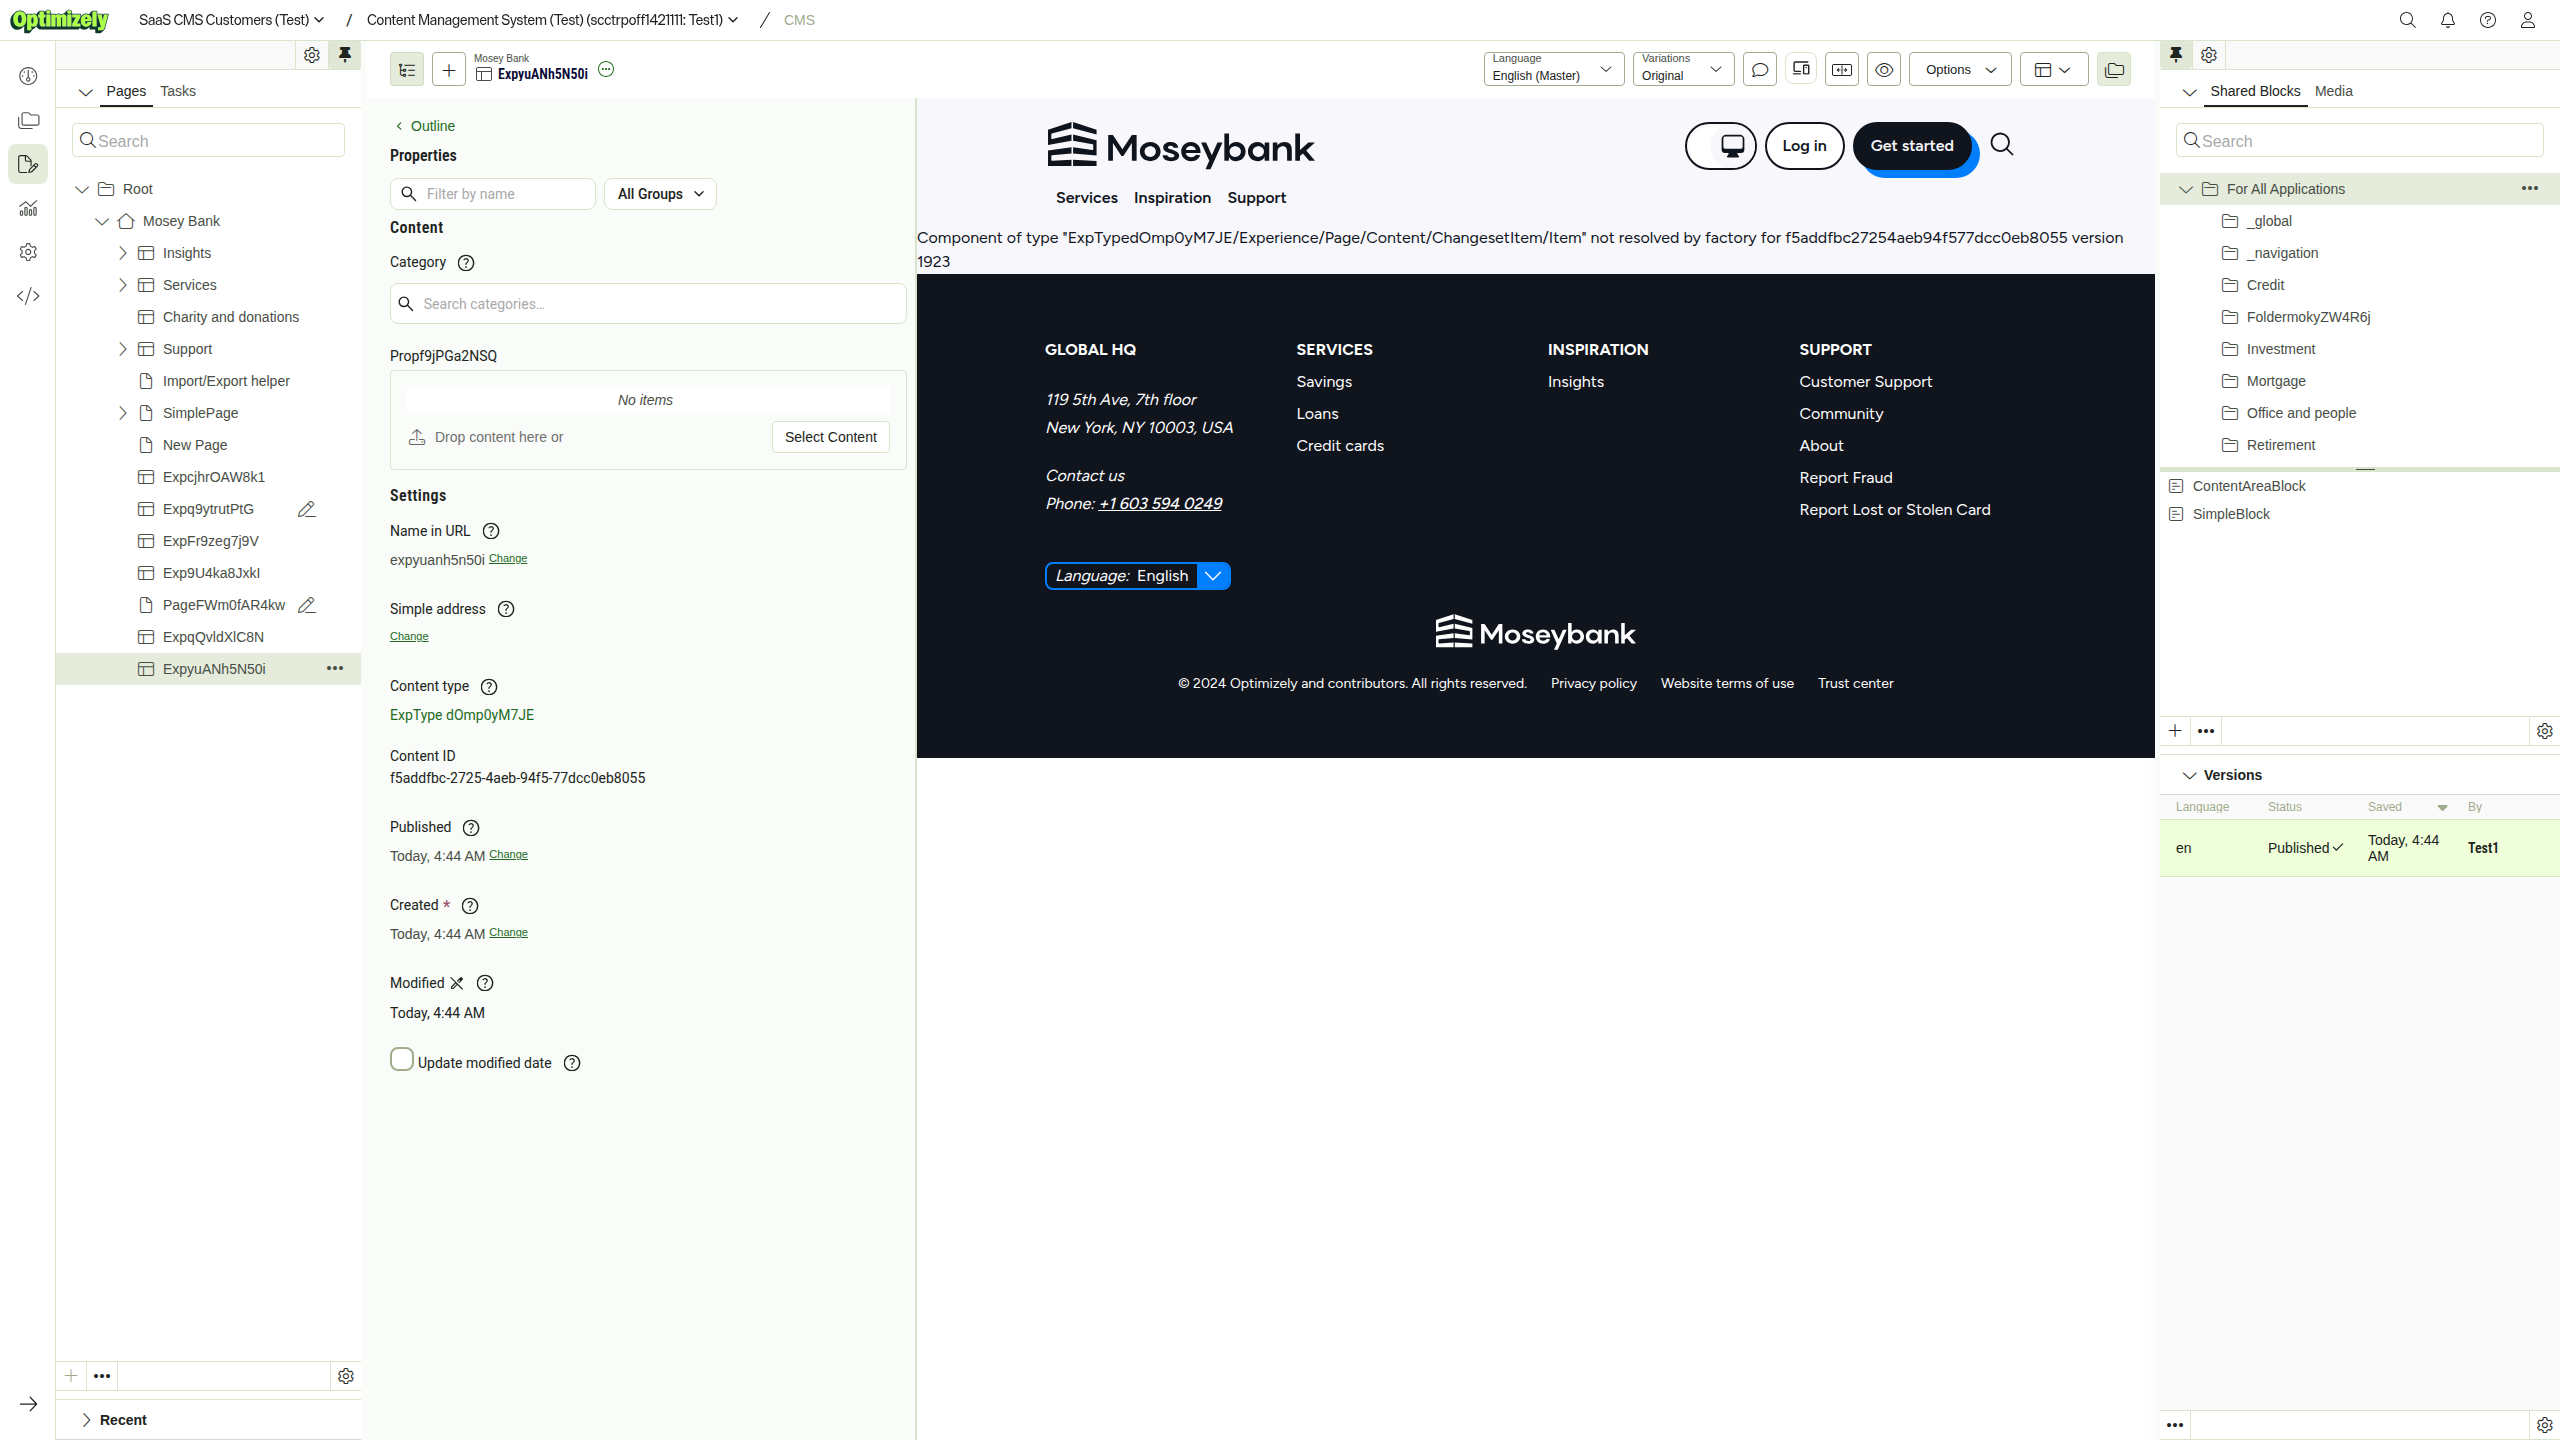 Optimizely
SaaS CMS Customers (Test)
/
Content Management System (Test) (scctrpoff1421111: Test1)
/
CMS
Pages
Tasks
Search
Root
Mosey Bank
Insights
Services
Charity and donations
Support
Import/Export helper
SimplePage
New Page
ExpcjhrOAW8k1
Expq9ytrutPtG
ExpFr9zeg7j9V
Exp9U4ka8JxkI
PageFWm0fAR4kw
ExpqQvldXlC8N
ExpyuANh5N50i
Recent
Mosey Bank
ExpyuANh5N50i
Language
English (Master)
Variations
Original
Options
Outline
Properties
Filter by name
All Groups
Content
Category
Search categories...
Propf9jPGa2NSQ
No items
Drop content here or
Select Content
Settings
Name in URL
expyuanh5n50i Change
Simple address
Change
Content type
ExpType dOmp0yM7JE
Content ID
f5addfbc-2725-4aeb-94f5-77dcc0eb8055
Published
Today, 4:44 AM Change
Created *
Today, 4:44 AM Change
Modified
Today, 4:44 AM
Update modified date
Moseybank
Log in
Get started
Services
Inspiration
Support
Component of type "ExpTypedOmp0yM7JE/Experience/Page/Content/ChangesetItem/Item" not resolved by factory for f5addfbc27254aeb94f577dcc0eb8055 version
1923
GLOBAL HQ
119 5th Ave, 7th floor
New York, NY 10003, USA
Contact us
Phone: +1 603 594 0249
SERVICES
Savings
Loans
Credit cards
INSPIRATION
Insights
SUPPORT
Customer Support
Community
About
Report Fraud
Report Lost or Stolen Card
Language: English
Moseybank
© 2024 Optimizely and contributors. All rights reserved.
Privacy policy
Website terms of use
Trust center
Shared Blocks
Media
Search
For All Applications
_global
_navigation
Credit
FoldermokyZW4R6j
Investment
Mortgage
Office and people
Retirement
ContentAreaBlock
SimpleBlock
Versions
Language
Status
Saved
By
en
Published
Today, 4:44
AM
Test1